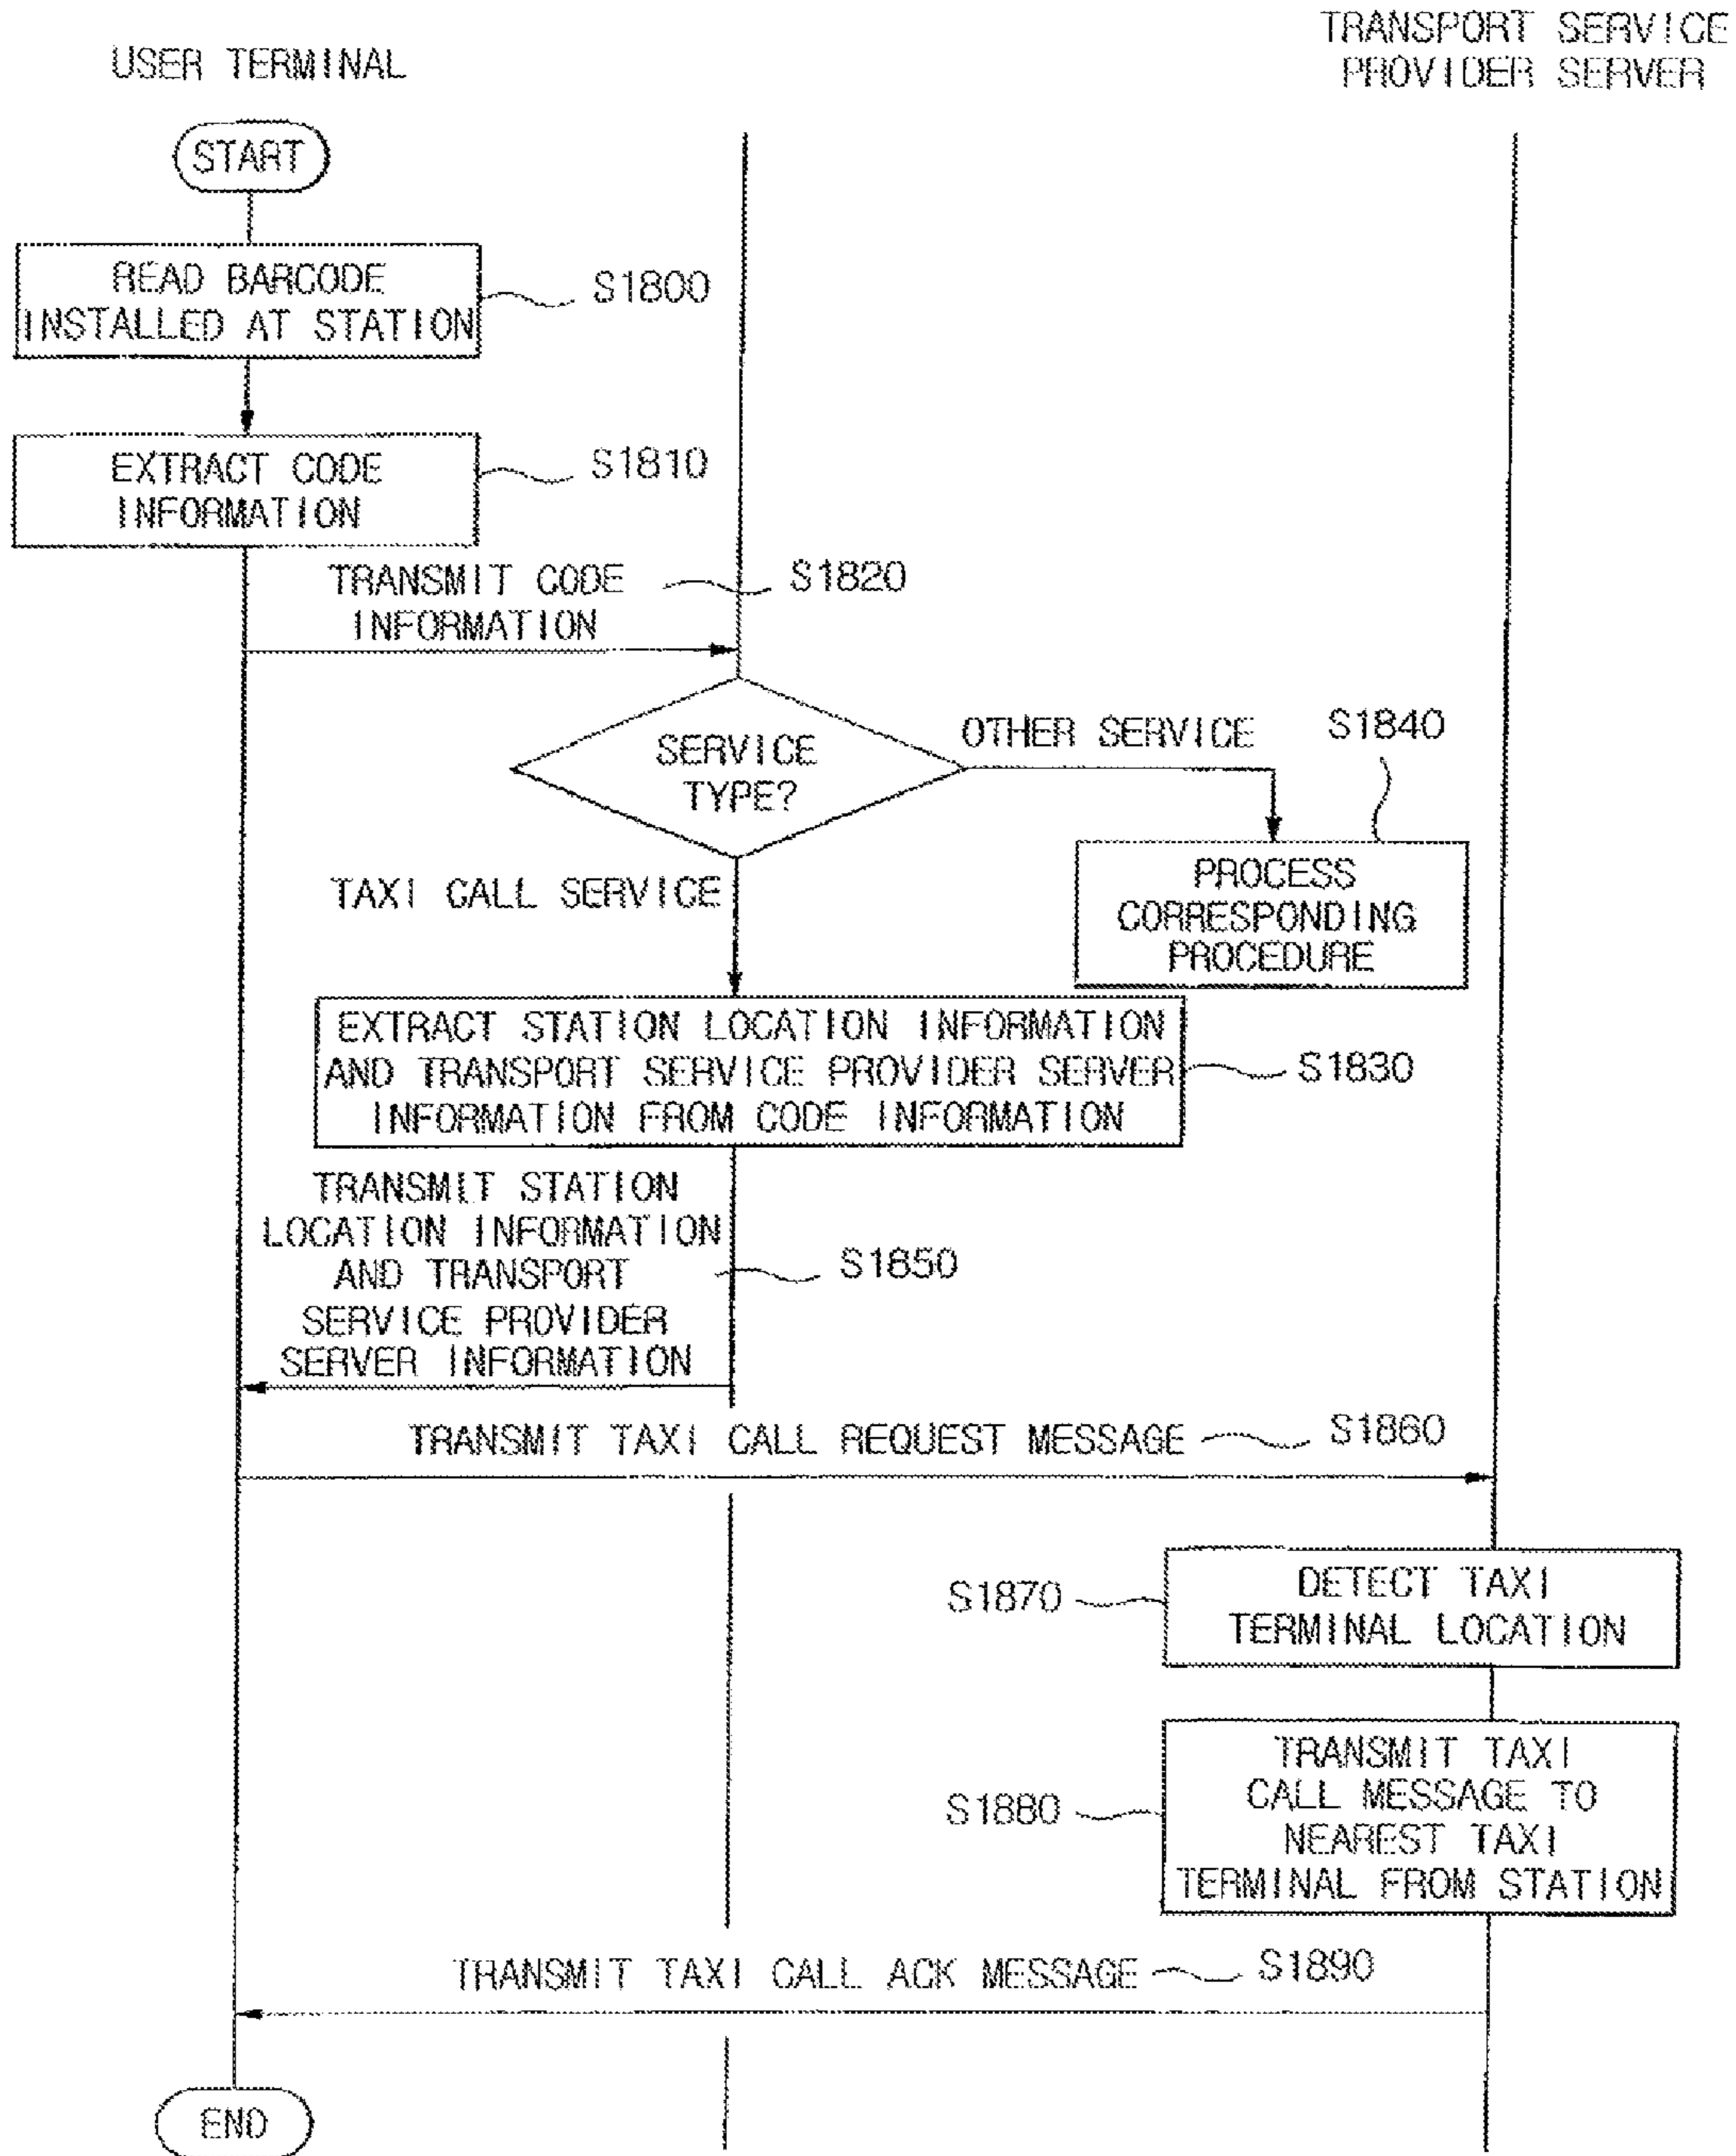 TRANSPORT SERVICE
PROVIDER SERVER
USER TERMINAL
START
READ BARCODE
INSTALLED AT STATION
S1800
EXTRACT CODE
INFORMATION
S1810
TRANSMIT CODE
INFORMATION
S1820
SERVICE
TYPE?
OTHER SERVICE
S1840
PROCESS
CORRESPONDING
PROCEDURE
TAXI CALL SERVICE
EXTRACT STATION LOCATION INFORMATION
AND TRANSPORT SERVICE PROVIDER SERVER
INFORMATION FROM CODE INFORMATION
S1830
TRANSMIT STATION
LOCATION INFORMATION
AND TRANSPORT
SERVICE PROVIDER
SERVER INFORMATION
S1850
TRANSMIT TAXI CALL REQUEST MESSAGE
S1860
S1870
DETECT TAXI
TERMINAL LOCATION
S1880
TRANSMIT TAXI
CALL MESSAGE TO
NEAREST TAXI
TERMINAL FROM STATION
TRANSMIT TAXI CALL ACK MESSAGE
S1890
END